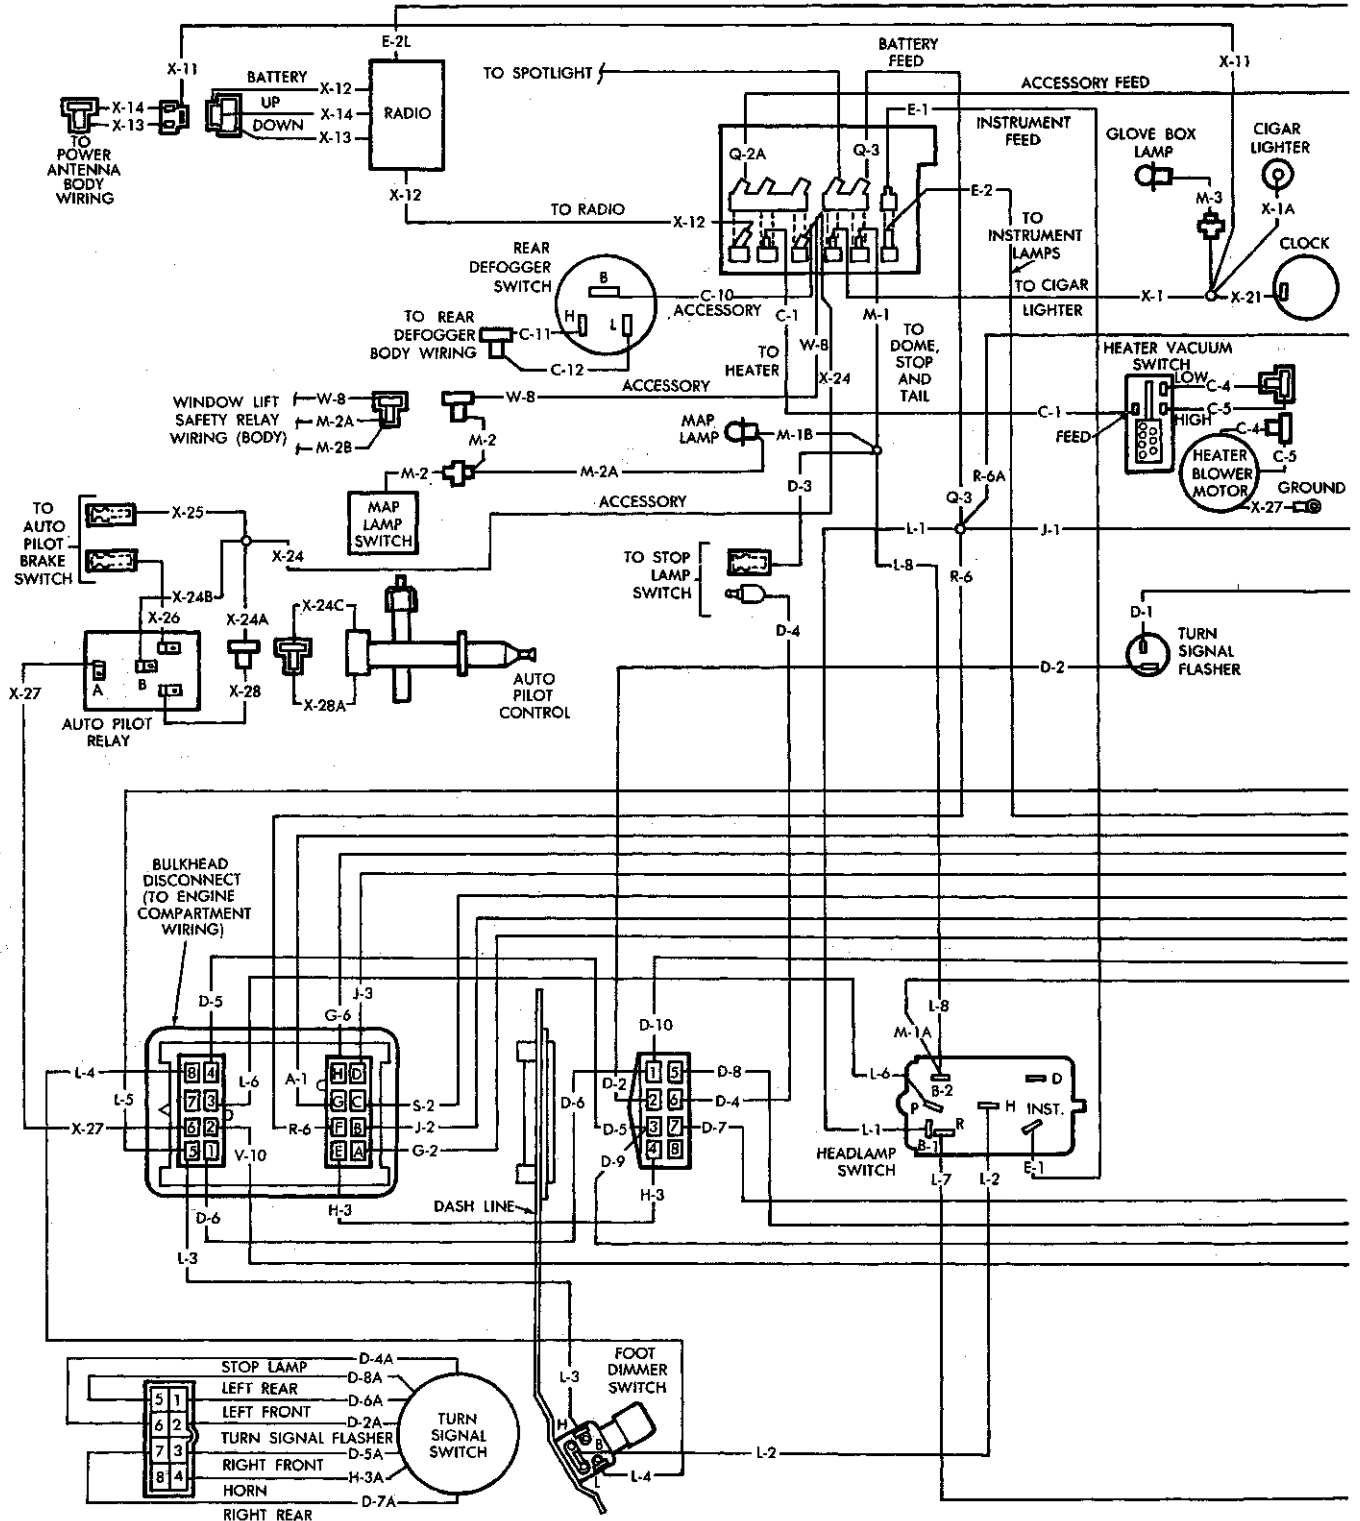 E-2L
X-11
BATTERY
X-12
UP
X-14
DOWN
X-13
RADIO
X-14
X-13
TO
POWER
ANTENNA
BODY
WIRING
X-12
TO RADIO
X-12
TO SPOTLIGHT
BATTERY
FEED
ACCESSORY FEED
X-11
E-1
INSTRUMENT
FEED
Q-2A
Q-3
E-2
GLOVE BOX
LAMP
CIGAR
LIGHTER
M-3
X-1A
CLOCK
TO
INSTRUMENT
LAMPS
TO CIGAR
LIGHTER
X-1
X-21
REAR
DEFOGGER
SWITCH
B
H
L
C-10
ACCESSORY
C-1
M-1
TO REAR
DEFOGGER
BODY WIRING
C-11
C-12
TO
HEATER
W-8
X-24
TO
DOME,
STOP
AND
TAIL
HEATER VACUUM
SWITCH
LOW
C-4
C-5
HIGH
C-1
FEED
C-4
C-5
HEATER
BLOWER
MOTOR
GROUND
X-27
WINDOW LIFT
SAFETY RELAY
WIRING (BODY)
W-8
M-2A
M-2B
W-8
ACCESSORY
M-2
M-2
M-2A
MAP
LAMP
M-1B
D-3
MAP
LAMP
SWITCH
ACCESSORY
R-6A
Q-3
L-1
J-1
R-6
L-8
TO
AUTO
PILOT
BRAKE
SWITCH
X-25
X-24
X-24B
X-26
X-24A
X-24C
TO STOP
LAMP
SWITCH
D-4
D-1
TURN
SIGNAL
FLASHER
D-2
X-27
A
B
X-28
X-28A
AUTO
PILOT
CONTROL
AUTO PILOT
RELAY
BULKHEAD
DISCONNECT
(TO ENGINE
COMPARTMENT
WIRING)
D-5
G-6
J-3
D-10
L-8
M-1A
L-4
L-5
X-27
8 4
7 3
6 2
5 1
D
L-6
V-10
A-1
R-6
H D
G C
F B
E A
S-2
J-2
G-2
D-6
L-3
H-3
D-6
D-2
D-5
D-9
1 5
2 6
3 7
4 8
D-8
D-4
D-7
H-3
DASH LINE
L-6
L-1
B-2
D
P
H
INST.
R
B-1
HEADLAMP
SWITCH
E-1
L-7
L-2
STOP LAMP
D-4A
D-8A
LEFT REAR
D-6A
LEFT FRONT
D-2A
TURN SIGNAL FLASHER
D-5A
RIGHT FRONT
H-3A
HORN
D-7A
RIGHT REAR
5 1
6 2
7 3
8 4
TURN
SIGNAL
SWITCH
L-3
FOOT
DIMMER
SWITCH
H
B
L
L-4
L-2